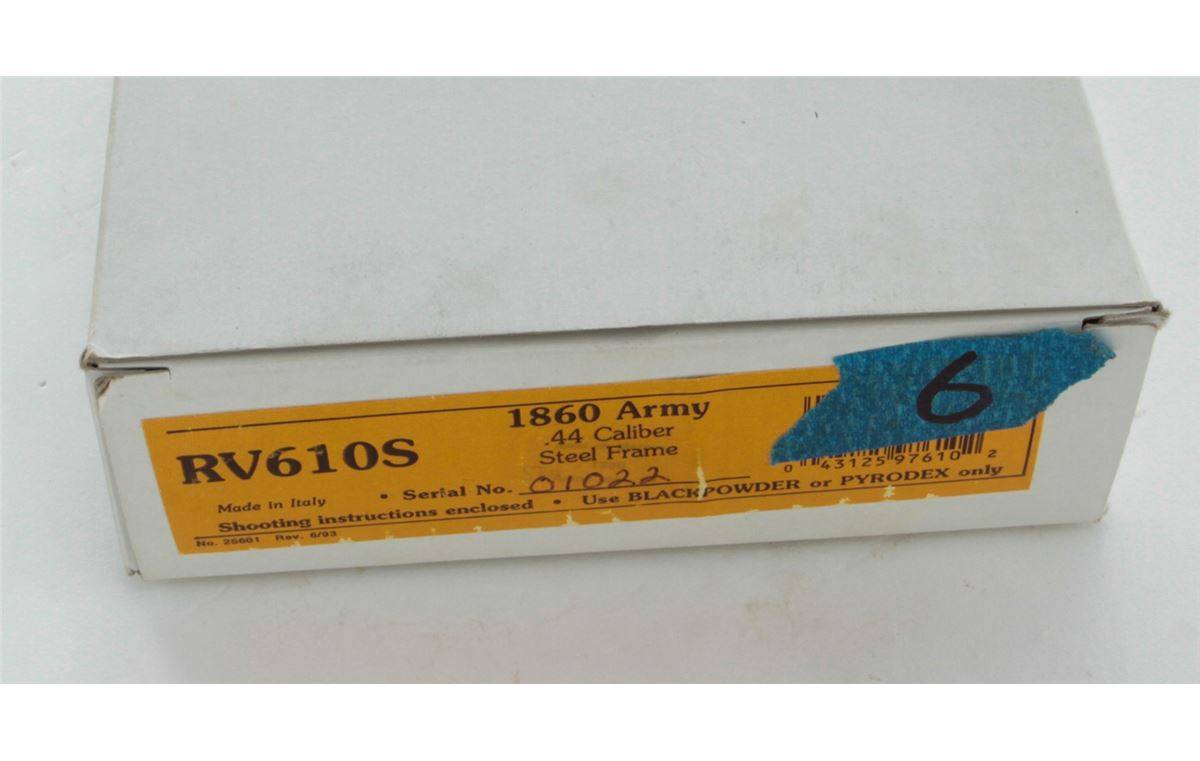 1860 Army
.44 Caliber
Steel Frame
RV610S
6
0 43125 97610 2
Made in Italy • Serial No. 01022
Shooting instructions enclosed • Use BLACKPOWDER or PYRODEX only
No. 25601 Rev. 6/93